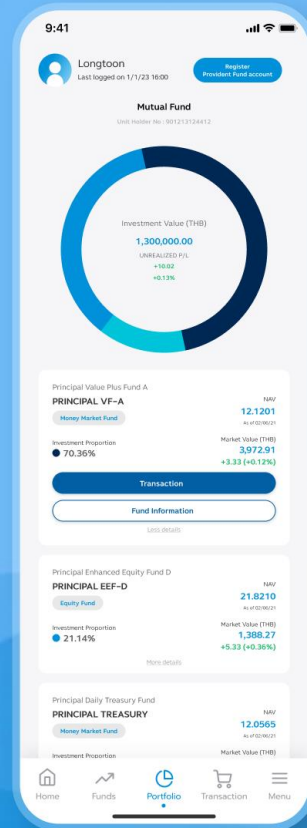 9:41
Longtoon
Last logged on 1/1/23 16:00
Register
Provident Fund account
Mutual Fund
Unit Holder No : 901213124412
Investment Value (THB)
1,300,000.00
UNREALIZED P/L
+10.02
+0.13%
Principal Value Plus Fund A
PRINCIPAL VF-A
NAV
Money Market Fund
12.1201
As of 02/06/21
Investment Proportion
Market Value (THB)
70.36%
3,972.91
+3.33 (+0.12%)
Transaction
Fund Information
Less details
Principal Enhanced Equity Fund D
PRINCIPAL EEF-D
NAV
Equity Fund
21.8210
As of 02/06/21
Investment Proportion
Market Value (THB)
21.14%
1,388.27
+5.33 (+0.36%)
More details
Principal Daily Treasury Fund
PRINCIPAL TREASURY
NAV
Money Market Fund
12.0565
As of 02/06/21
Investment Proportion
Market Value (THB)
Home
Funds
Portfolio
Transaction
Menu